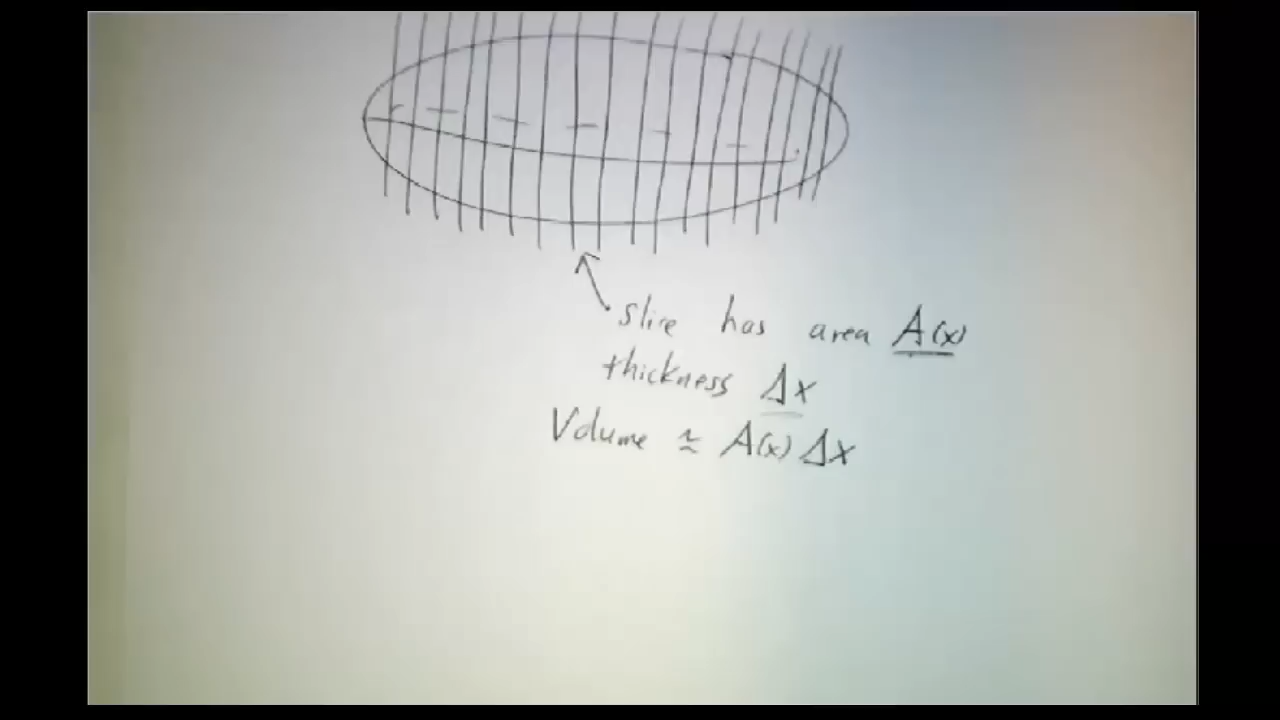 slice has area A(x)
thickness Δx
Volume ≈ A(x) Δx